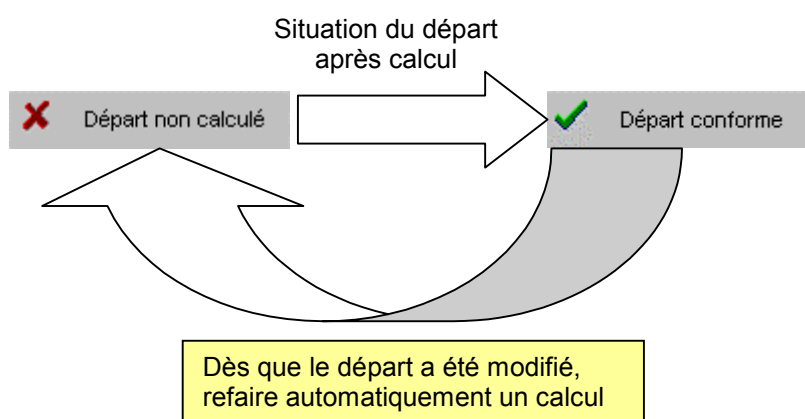 Situation du départ
après calcul
Départ non calculé
Départ conforme
Dès que le départ a été modifié,
refaire automatiquement un calcul